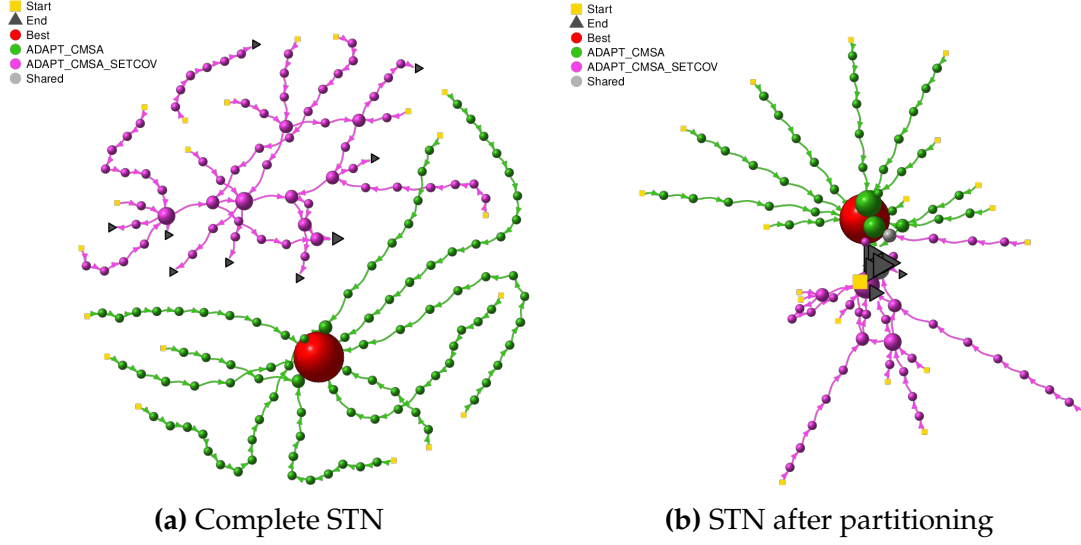 Start
End
Best
ADAPT_CMSA
ADAPT_CMSA_SETCOV
Shared
Start
End
Best
ADAPT_CMSA
ADAPT_CMSA_SETCOV
Shared
(a) Complete STN
(b) STN after partitioning